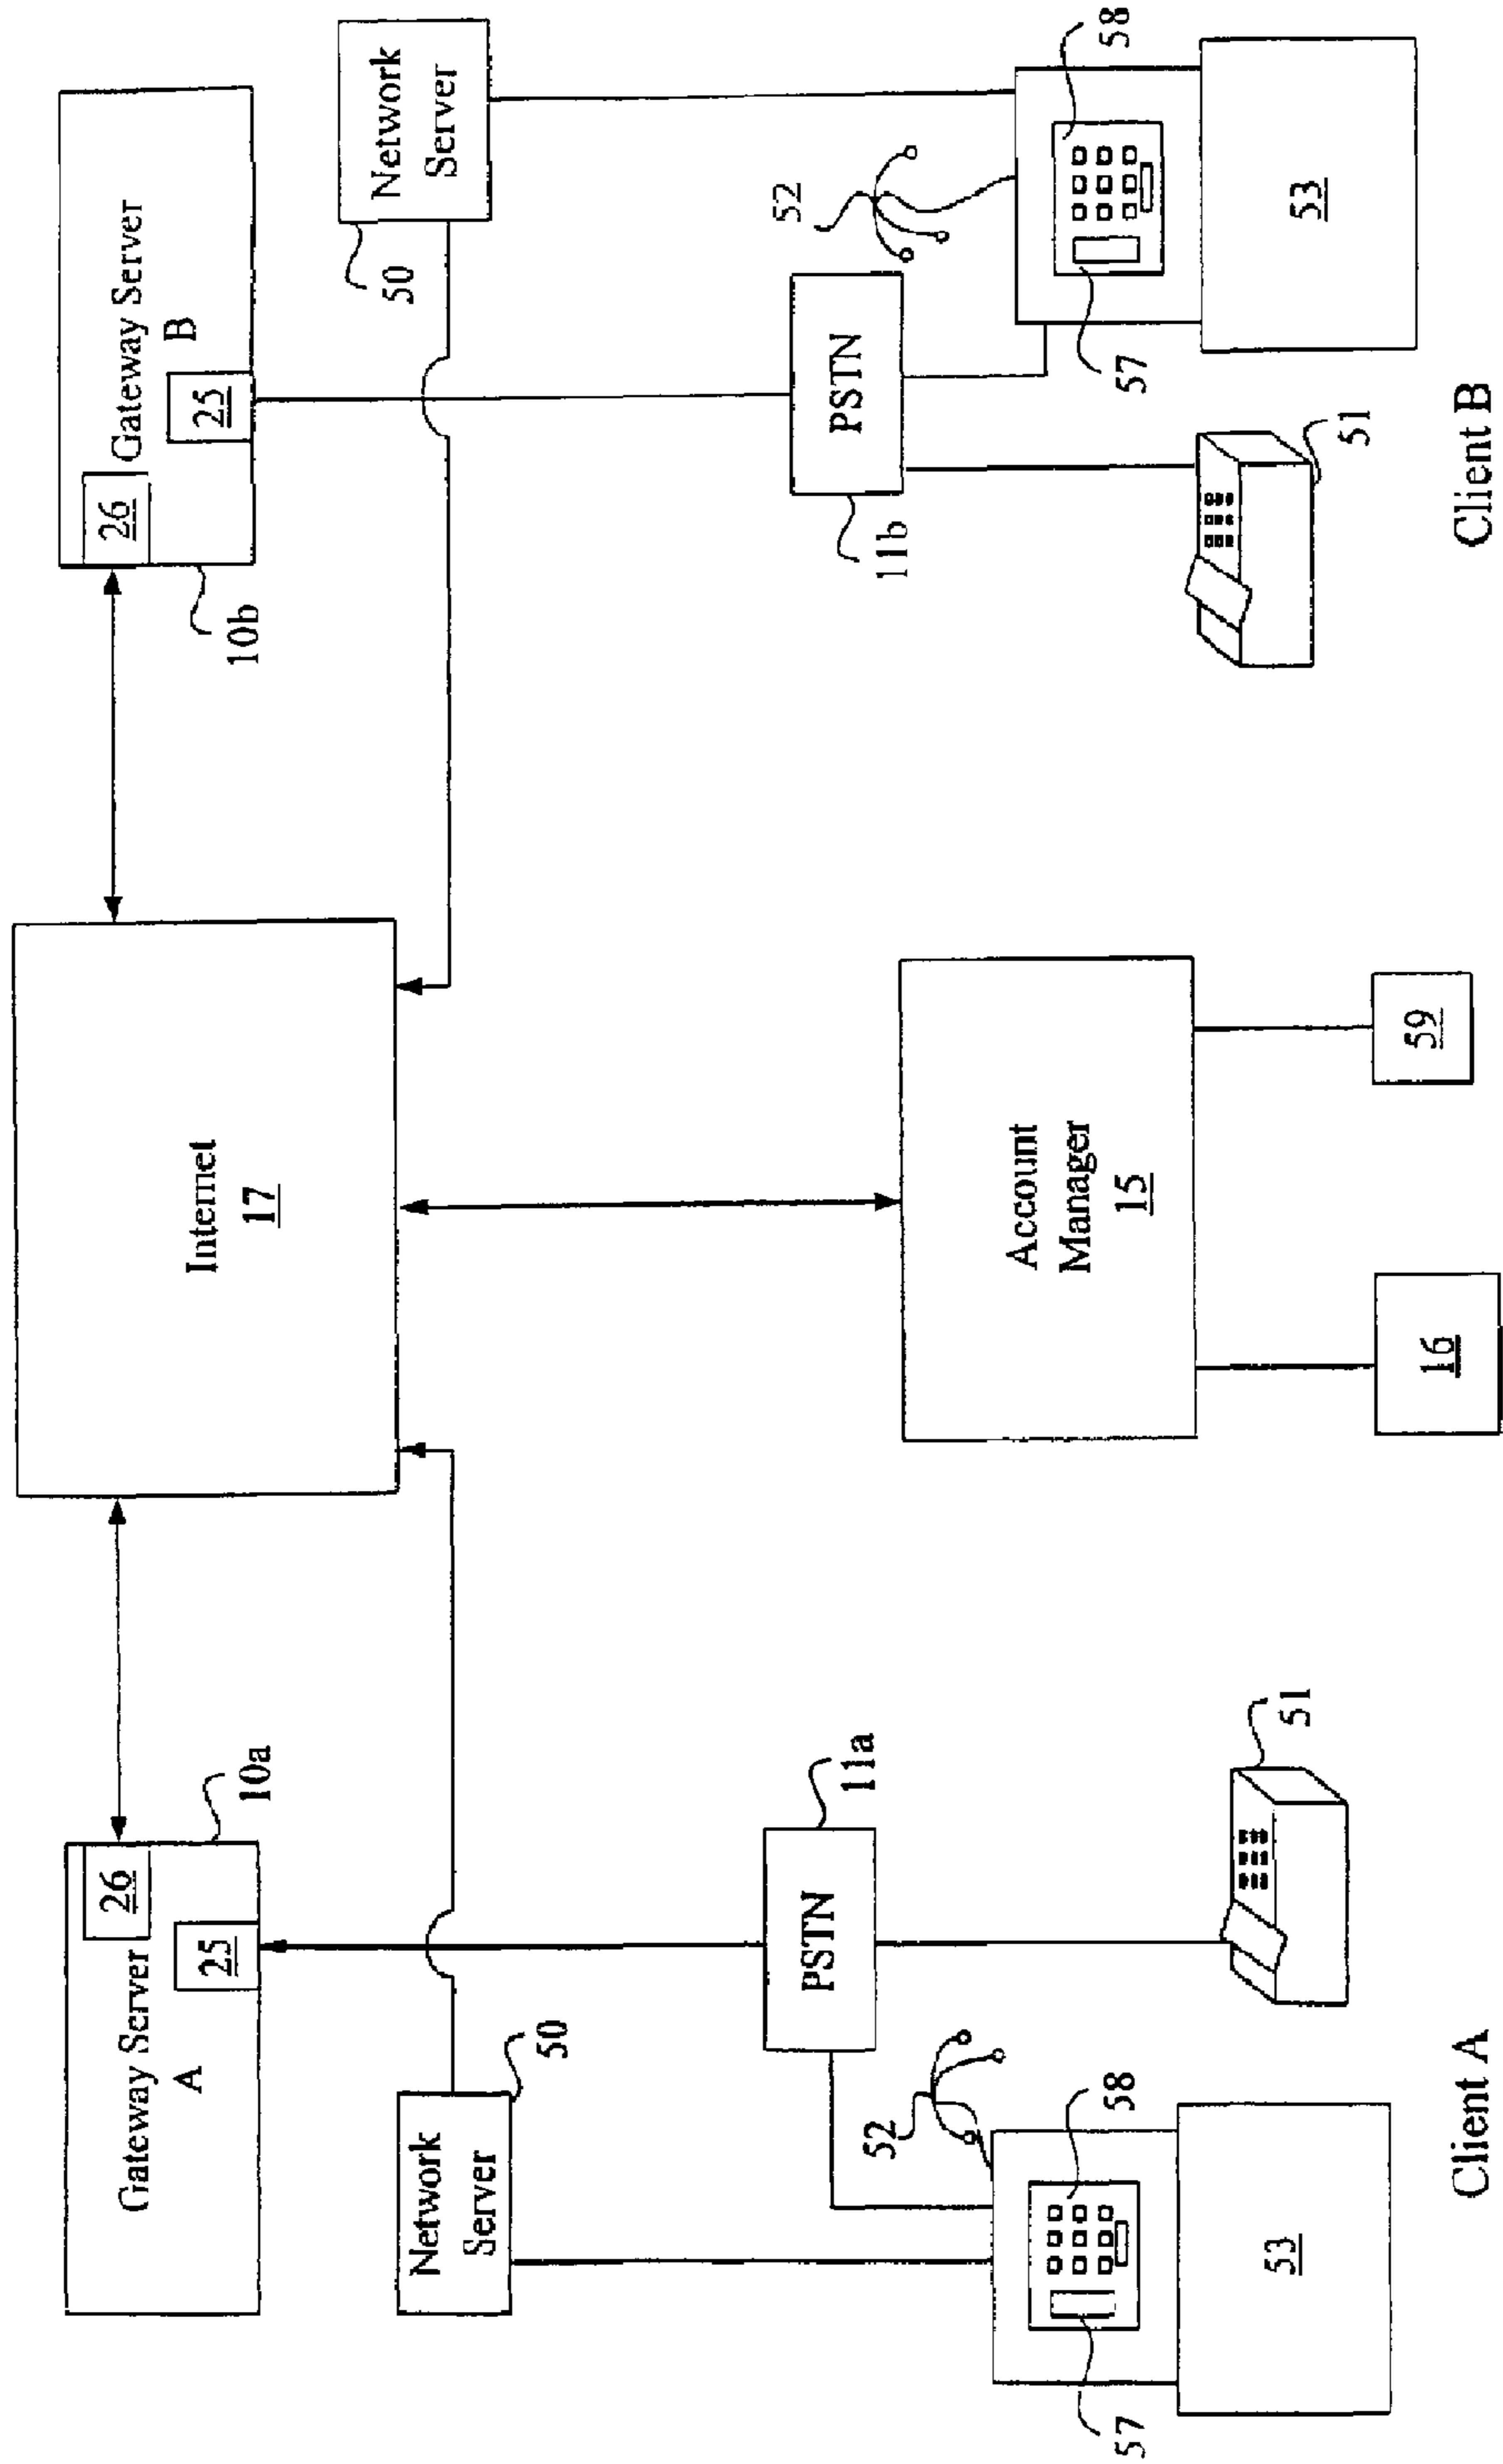 Gateway Server
A
26
25
10a
Internet
17
Gateway Server
B
26
25
10b
Network
Server
50
Network
Server
50
PSTN
11a
PSTN
11b
52
58
57
53
51
Account
Manager
15
16
59
52
58
57
53
51
Client A
Client B